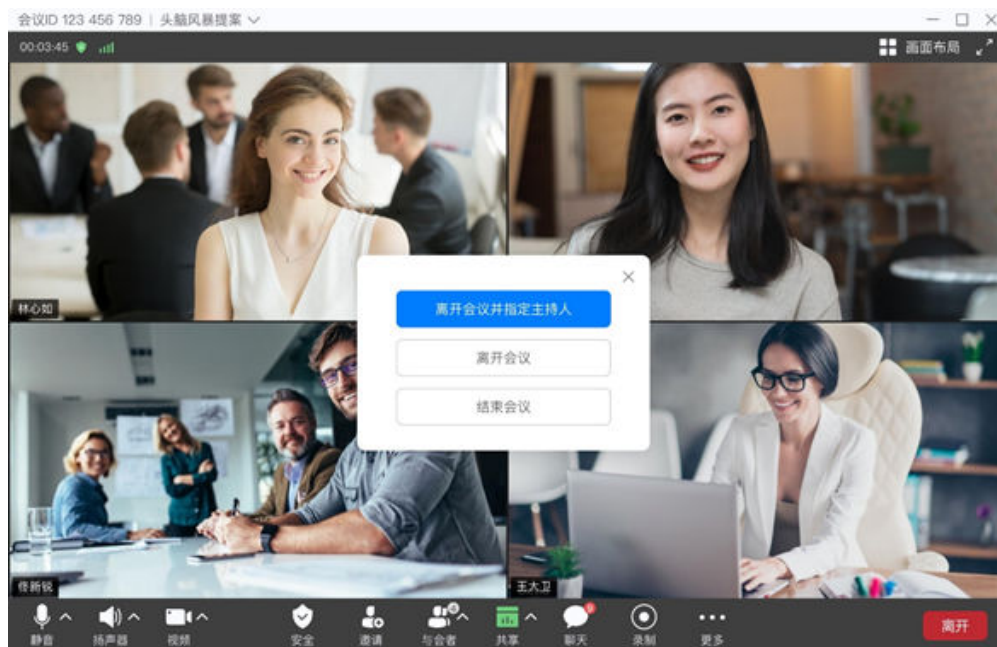 会议ID 123 456 789 | 头脑风暴提案
00:03:45
画面布局
林心如
离开会议并指定主持人
离开会议
结束会议
佟新锐
王大卫
静音 扬声器 视频 安全 邀请 与会者 共享 聊天 录制 更多 离开